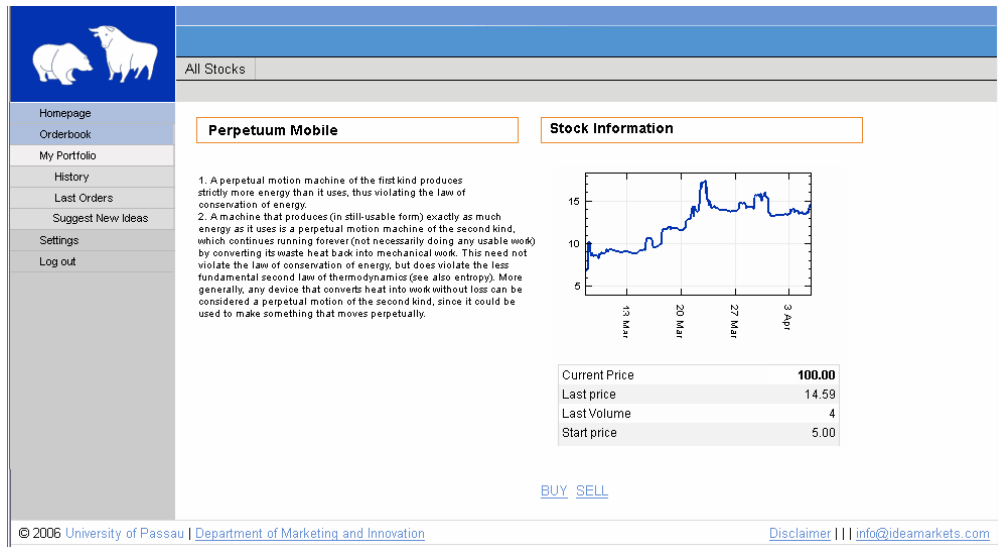 All Stocks
Homepage
Orderbook
My Portfolio
History
Last Orders
Suggest New Ideas
Settings
Log out
Perpetuum Mobile
1. A perpetual motion machine of the first kind produces
strictly more energy than it uses, thus violating the law of
conservation of energy.
2. A machine that produces (in still-usable form) exactly as much
energy as it uses is a perpetual motion machine of the second kind,
which continues running forever (not necessarily doing any usable work)
by converting its waste heat back into mechanical work. This need not
violate the law of conservation of energy, but does violate the less
fundamental second law of thermodynamics (see also entropy). More
generally, any device that converts heat into work without loss can be
considered a perpetual motion of the second kind, since it could be
used to make something that moves perpetually.
Stock Information
15
10
5
13 Mar
20 Mar
27 Mar
3 Apr
Current Price 100.00
Last price 14.59
Last Volume 4
Start price 5.00
BUY SELL
© 2006 University of Passau | Department of Marketing and Innovation
Disclaimer | | | info@ideamarkets.com